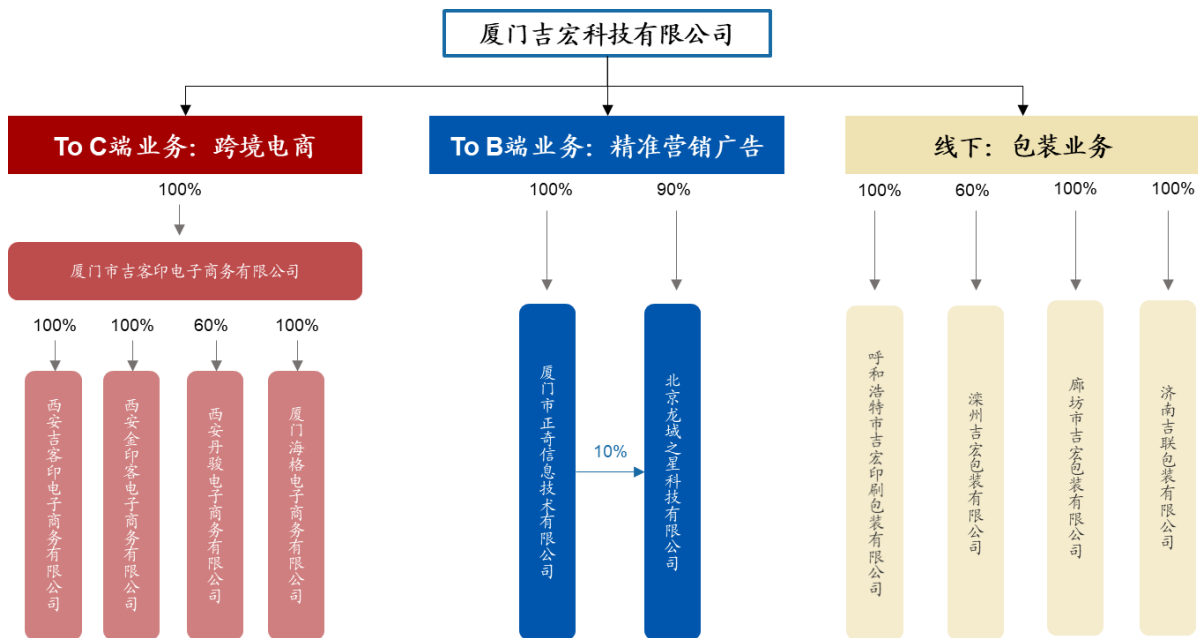 厦门吉宏科技有限公司
To C端业务：跨境电商
To B端业务：精准营销广告
线下：包装业务
100%
100%
90%
100%
60%
100%
100%
厦门市吉客印电子商务有限公司
100%
100%
60%
100%
西安吉客印电子商务有限公司
西安金印客电子商务有限公司
西安丹骏电子商务有限公司
厦门海格电子商务有限公司
厦门市正奇信息技术有限公司
10%
北京龙域之星科技有限公司
呼和浩特市吉宏印刷包装有限公司
滦州吉宏包装有限公司
廊坊市吉宏包装有限公司
济南吉联包装有限公司